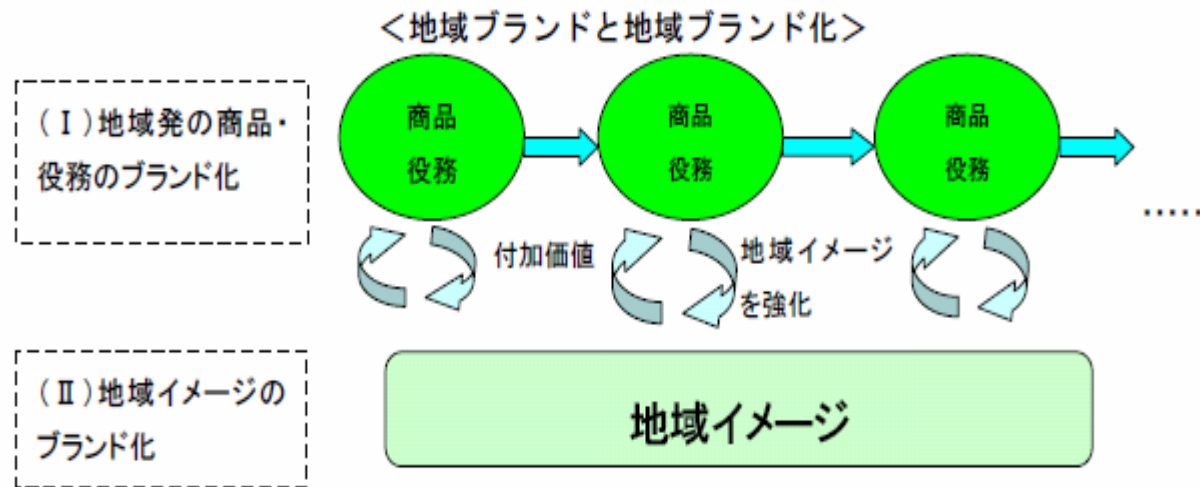 ＜地域ブランドと地域ブランド化＞
（Ⅰ）地域発の商品・
役務のブランド化
商品
役務
商品
役務
商品
役務
……
付加価値
地域イメージ
を強化
（Ⅱ）地域イメージの
ブランド化
地域イメージ